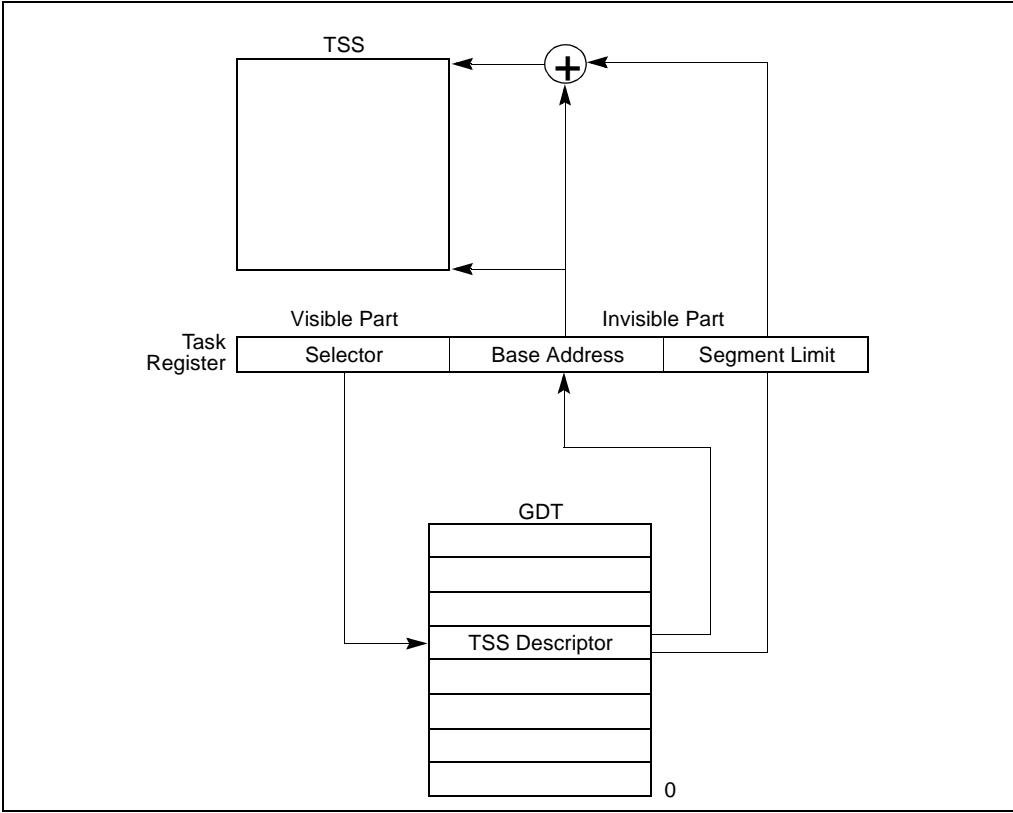 TSS
+
Visible Part
Invisible Part
Task
Register
Selector
Base Address
Segment Limit
GDT
TSS Descriptor
0